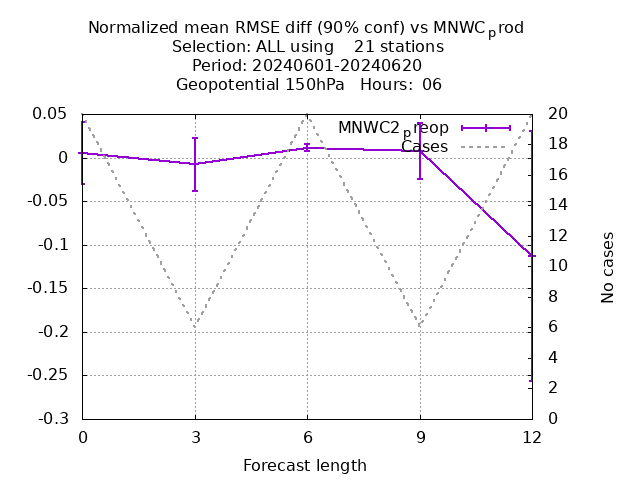 Normalized mean RMSE diff (90% conf) vs MNWCprod
Selection: ALL using 21 stations
Period: 20240601-20240620
Geopotential 150hPa Hours: 06
MNWC2preop
Cases
0.05
0
-0.05
-0.1
-0.15
-0.2
-0.25
-0.3
20
18
16
14
12
10
8
6
4
2
0
No cases
0 3 6 9 12
Forecast length